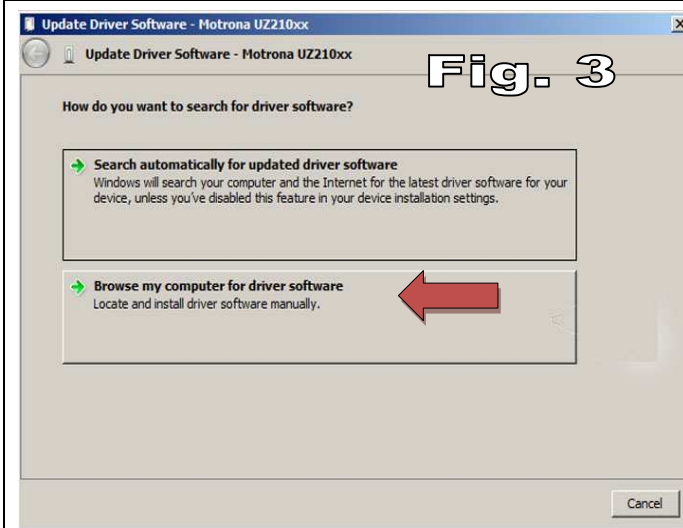 Update Driver Software - Motrona UZ210xx
Update Driver Software - Motrona UZ210xx
Fig. 3
How do you want to search for driver software?
Search automatically for updated driver software
Windows will search your computer and the Internet for the latest driver software for your
device, unless you've disabled this feature in your device installation settings.
Browse my computer for driver software
Locate and install driver software manually.
Cancel